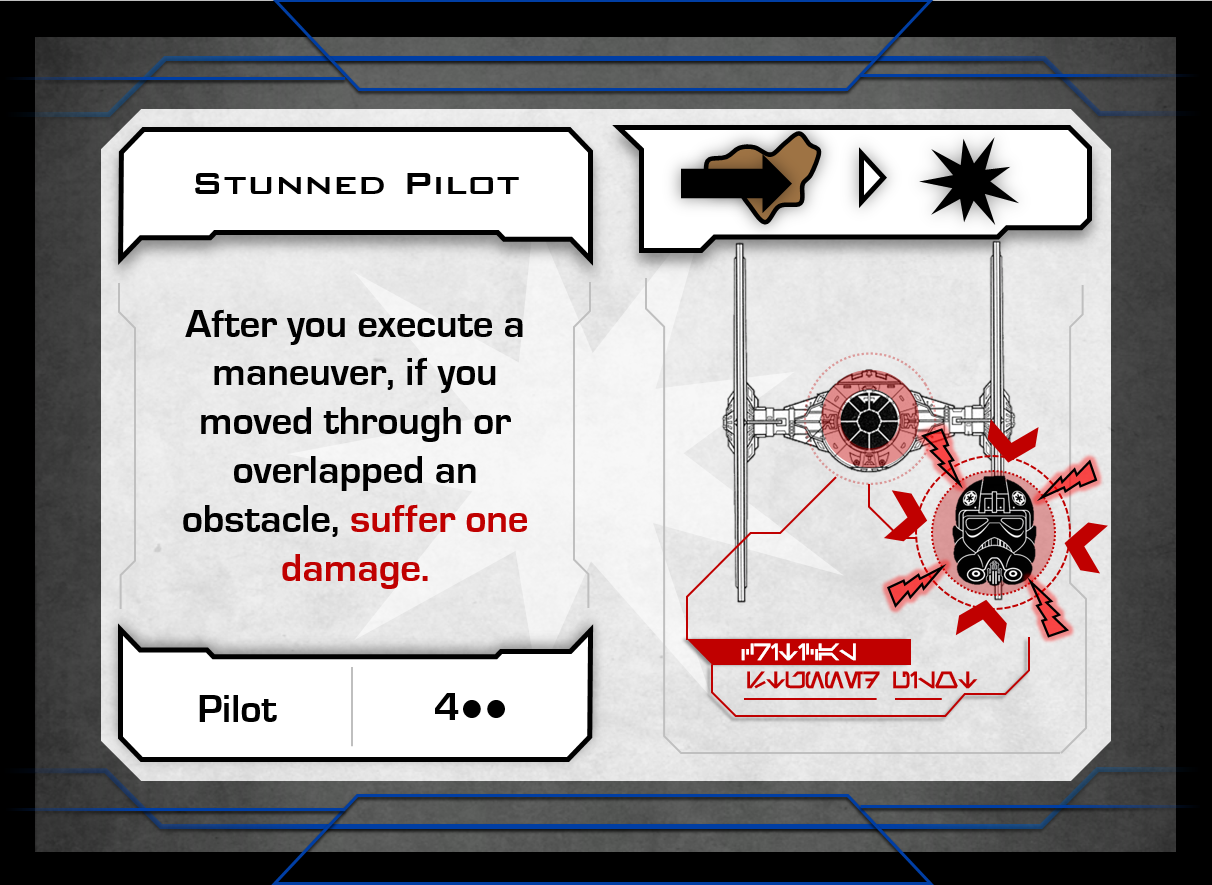 Stunned Pilot
After you execute a
maneuver, if you
moved through or
overlapped an
obstacle, suffer one
damage.
Pilot
4●●